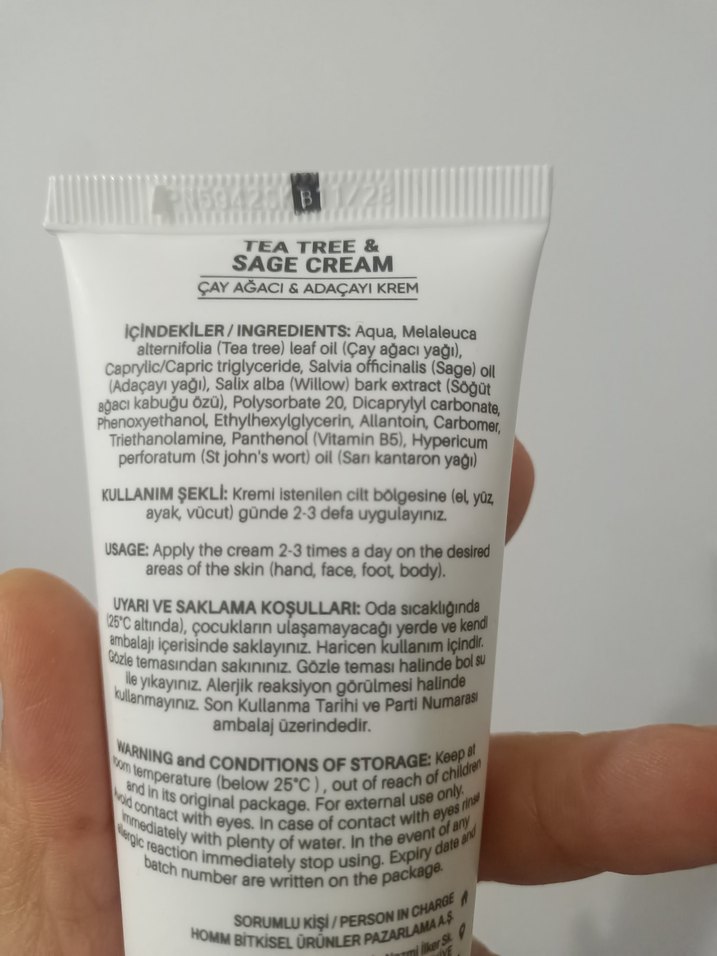 B 11/28
TEA TREE &
SAGE CREAM
ÇAY AĞACI & ADAÇAYI KREM
İÇİNDEKİLER / INGREDIENTS: Aqua, Melaleuca
alternifolia (Tea tree) leaf oil (Çay ağacı yağı),
Caprylic/Capric triglyceride, Salvia officinalis (Sage) oil
(Adaçayı yağı), Salix alba (Willow) bark extract (Söğüt
ağacı kabuğu özü), Polysorbate 20, Dicaprylyl carbonate,
Phenoxyethanol, Ethylhexylglycerin, Allantoin, Carbomer,
Triethanolamine, Panthenol (Vitamin B5), Hypericum
perforatum (St john's wort) oil (Sarı kantaron yağı)
KULLANIM ŞEKLİ: Kremi istenilen cilt bölgesine (el, yüz,
ayak, vücut) günde 2-3 defa uygulayınız.
USAGE: Apply the cream 2-3 times a day on the desired
areas of the skin (hand, face, foot, body).
UYARI VE SAKLAMA KOŞULLARI: Oda sıcaklığında
(25°C altında), çocukların ulaşamayacağı yerde ve kendi
ambalajı içerisinde saklayınız. Haricen kullanım içindir.
Gözle temasından sakınınız. Gözle teması halinde bol su
ile yıkayınız. Alerjik reaksiyon görülmesi halinde
kullanmayınız. Son Kullanma Tarihi ve Parti Numarası
ambalaj üzerindedir.
WARNING and CONDITIONS OF STORAGE: Keep at
room temperature (below 25°C ) , out of reach of children
and in its original package. For external use only.
Avoid contact with eyes. In case of contact with eyes rinse
immediately with plenty of water. In the event of any
allergic reaction immediately stop using. Expiry date and
batch number are written on the package.
SORUMLU KİŞİ / PERSON IN CHARGE
HOMM BİTKİSEL ÜRÜNLER PAZARLAMA A.Ş.
İlker Sk.